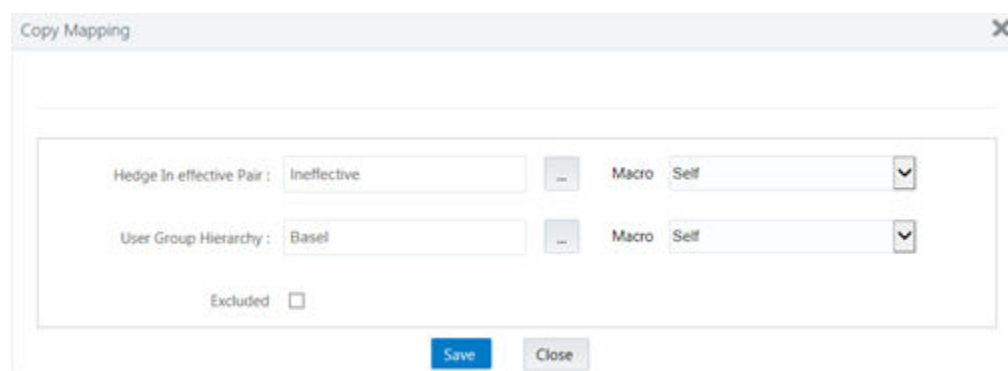 Copy Mapping
Hedge In effective Pair : Ineffective ... Macro Self
User Group Hierarchy : Basel ... Macro Self
Excluded
Save Close